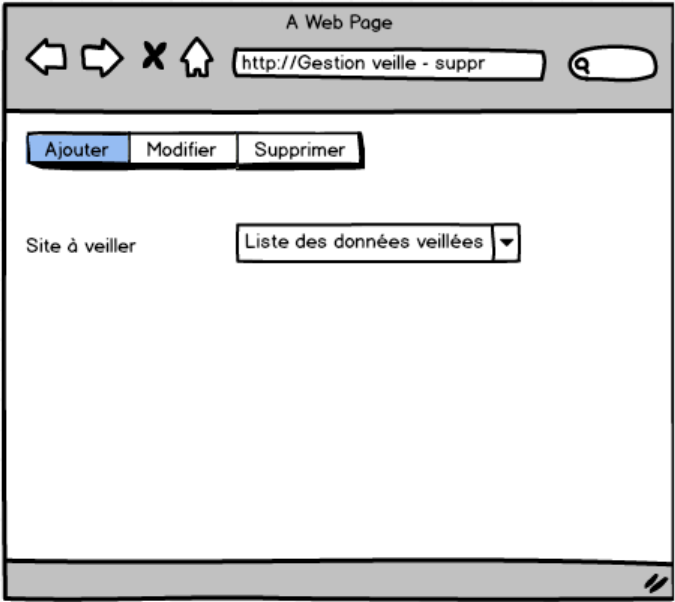 A Web Page
http://Gestion veille - suppr
Ajouter Modifier Supprimer
Site à veiller Liste des données veillées